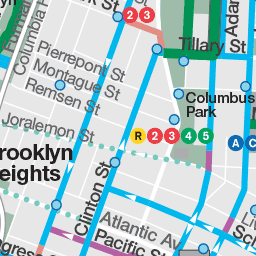 2 3
Tillary St
Pierrepont St
Montague St
Remsen St
Columbus
Park
Joralemon St
R 2 3 4 5
A C
rooklyn
eights
Clinton St
Atlantic Av
Pacific St